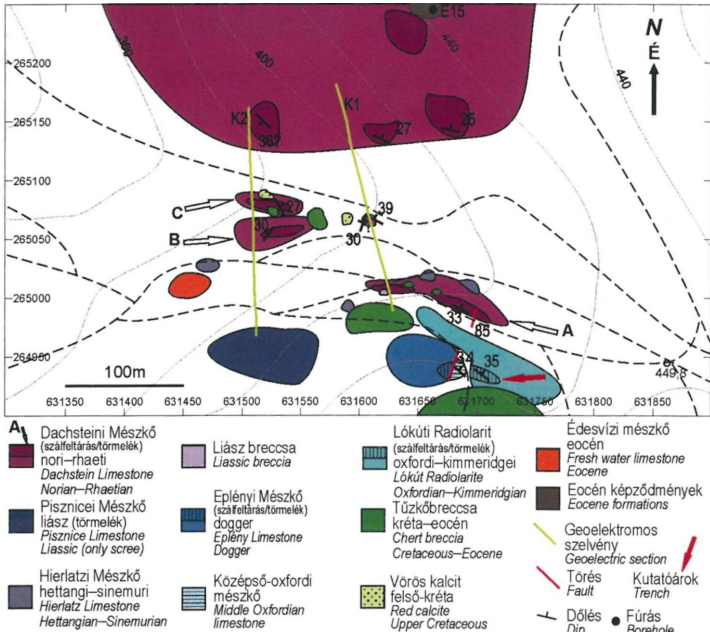 E15
N
É
380
400
440
440
265200
265150
265100
265050
265000
264950
K2
K1
362
27
25
C
B
27
30
39
30
A
33
85
34
35
449,8
100m
631350
631400
631450
631500
631550
631600
631650
631700
631750
631800
631850
A
Dachsteini Mészkő
(szálfeltárás/törmelék)
nori–rhaeti
Dachstein Limestone
Norian–Rhaetian
Pisznicei Mészkő
liász (törmelék)
Pisznice Limestone
Liassic (only scree)
Hierlatzi Mészkő
hettangi–sinemuri
Hierlatz Limestone
Hettangian–Sinemurian
Liász breccsa
Liassic breccia
Eplényi Mészkő
(szálfeltárás/törmelék)
dogger
Eplény Limestone
Dogger
Középső-oxfordi
mészkő
Middle Oxfordian
limestone
Lókúti Radiolarit
(szálfeltárás/törmelék)
oxfordi–kimmeridgei
Lókút Radiolarite
Oxfordian–Kimmeridgian
Tűzkőbreccsa
kréta–eocén
Chert breccia
Cretaceous–Eocene
Vörös kalcit
felső-kréta
Red calcite
Upper Cretaceous
Édesvízi mészkő
eocén
Fresh water limestone
Eocene
Eocén képződmények
Eocene formations
Geoelektromos
szelvény
Geoelectric section
Törés
Fault
Kutatóárok
Trench
Dőlés
Dip
Fúrás
Borehole